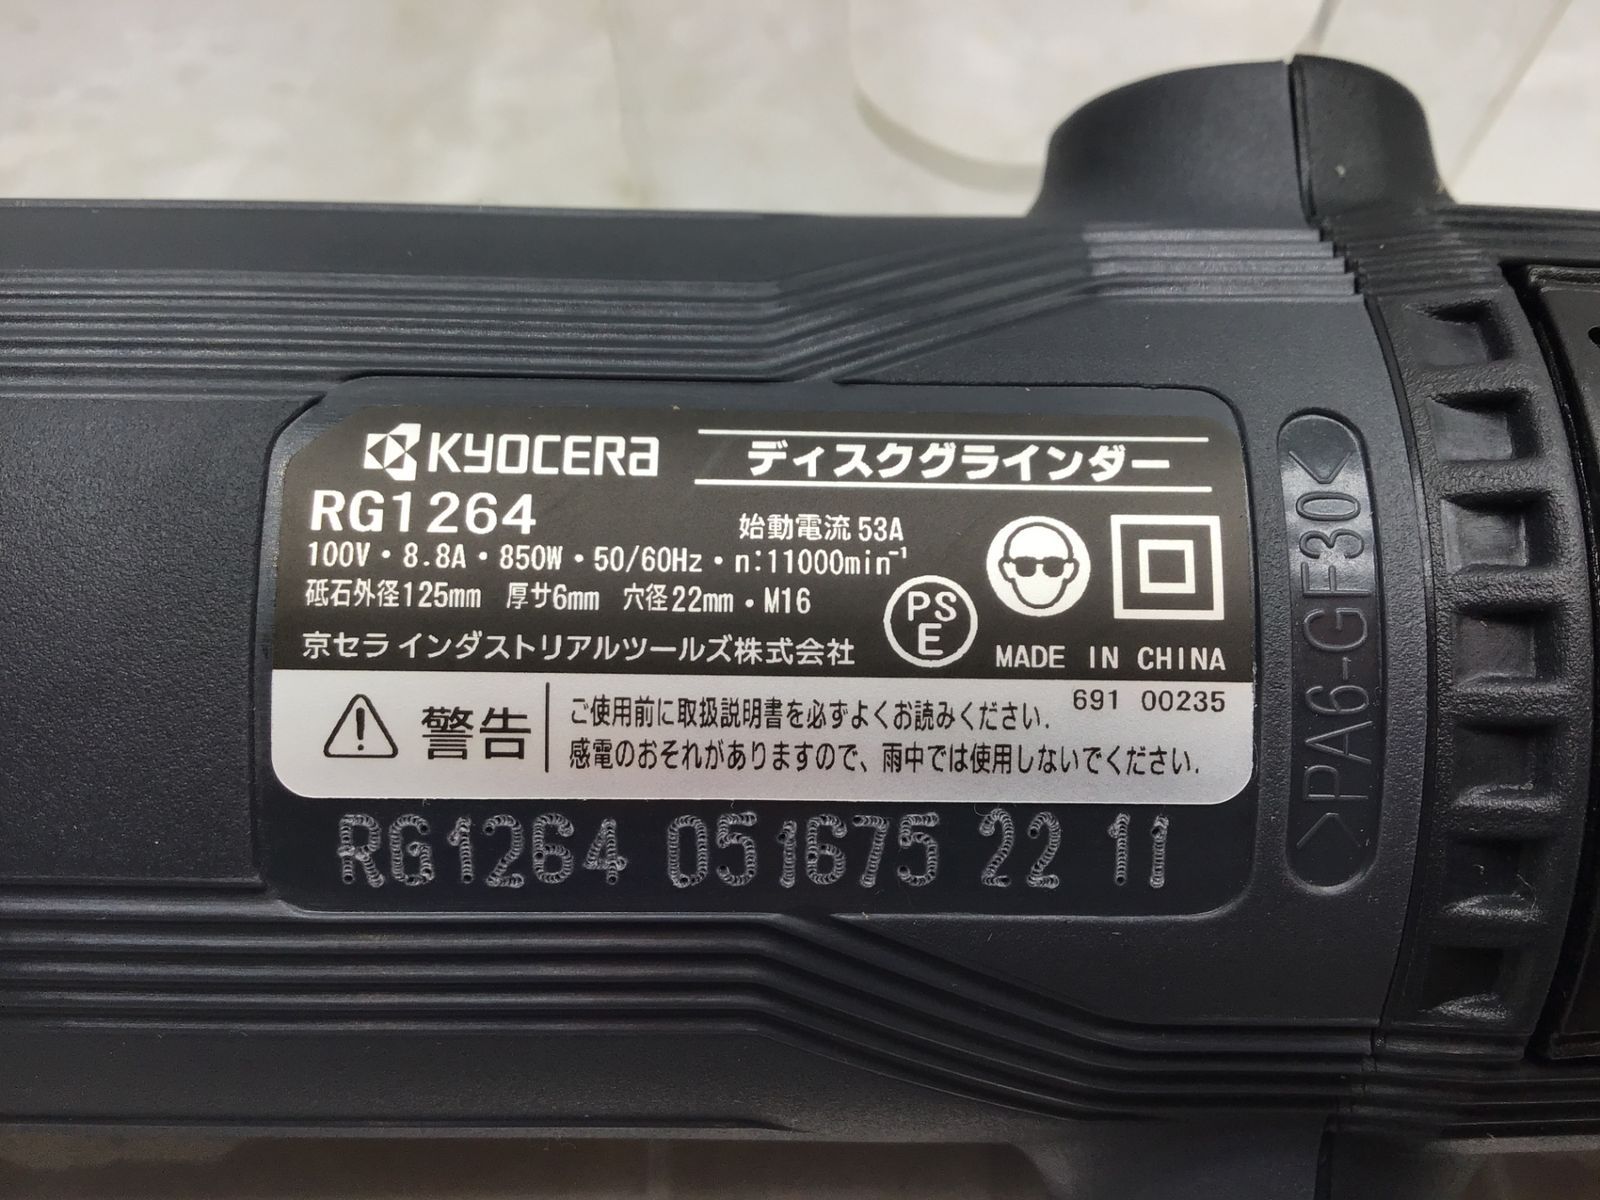 KYOCERA ディスクグラインダー
RG1264 始動電流 53A
100V・8.8A・850W・50/60Hz・n:11000min⁻¹
砥石外径125mm 厚サ6mm 穴径22mm・M16
PSE
京セラ インダストリアルツールズ株式会社
MADE IN CHINA
691 00235
警告
ご使用前に取扱説明書を必ずよくお読みください.
感電のおそれがありますので、雨中では使用しないでください.
RG1264 051675 22 11
>PA6-GF30<